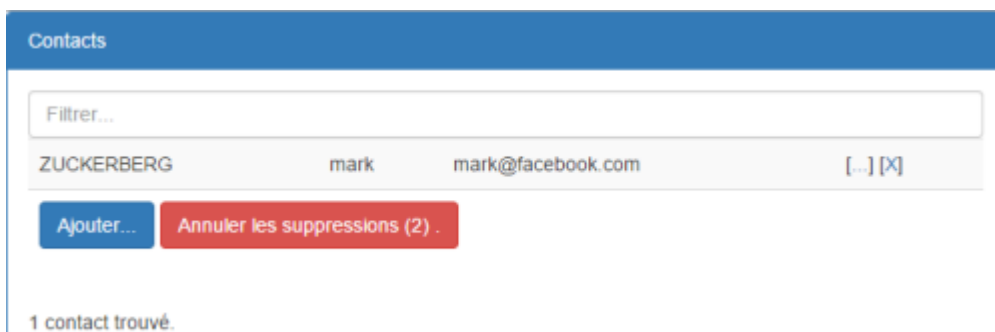 Contacts
Filtrer...
ZUCKERBERG mark mark@facebook.com [...] [X]
Ajouter... Annuler les suppressions (2) .
1 contact trouvé.